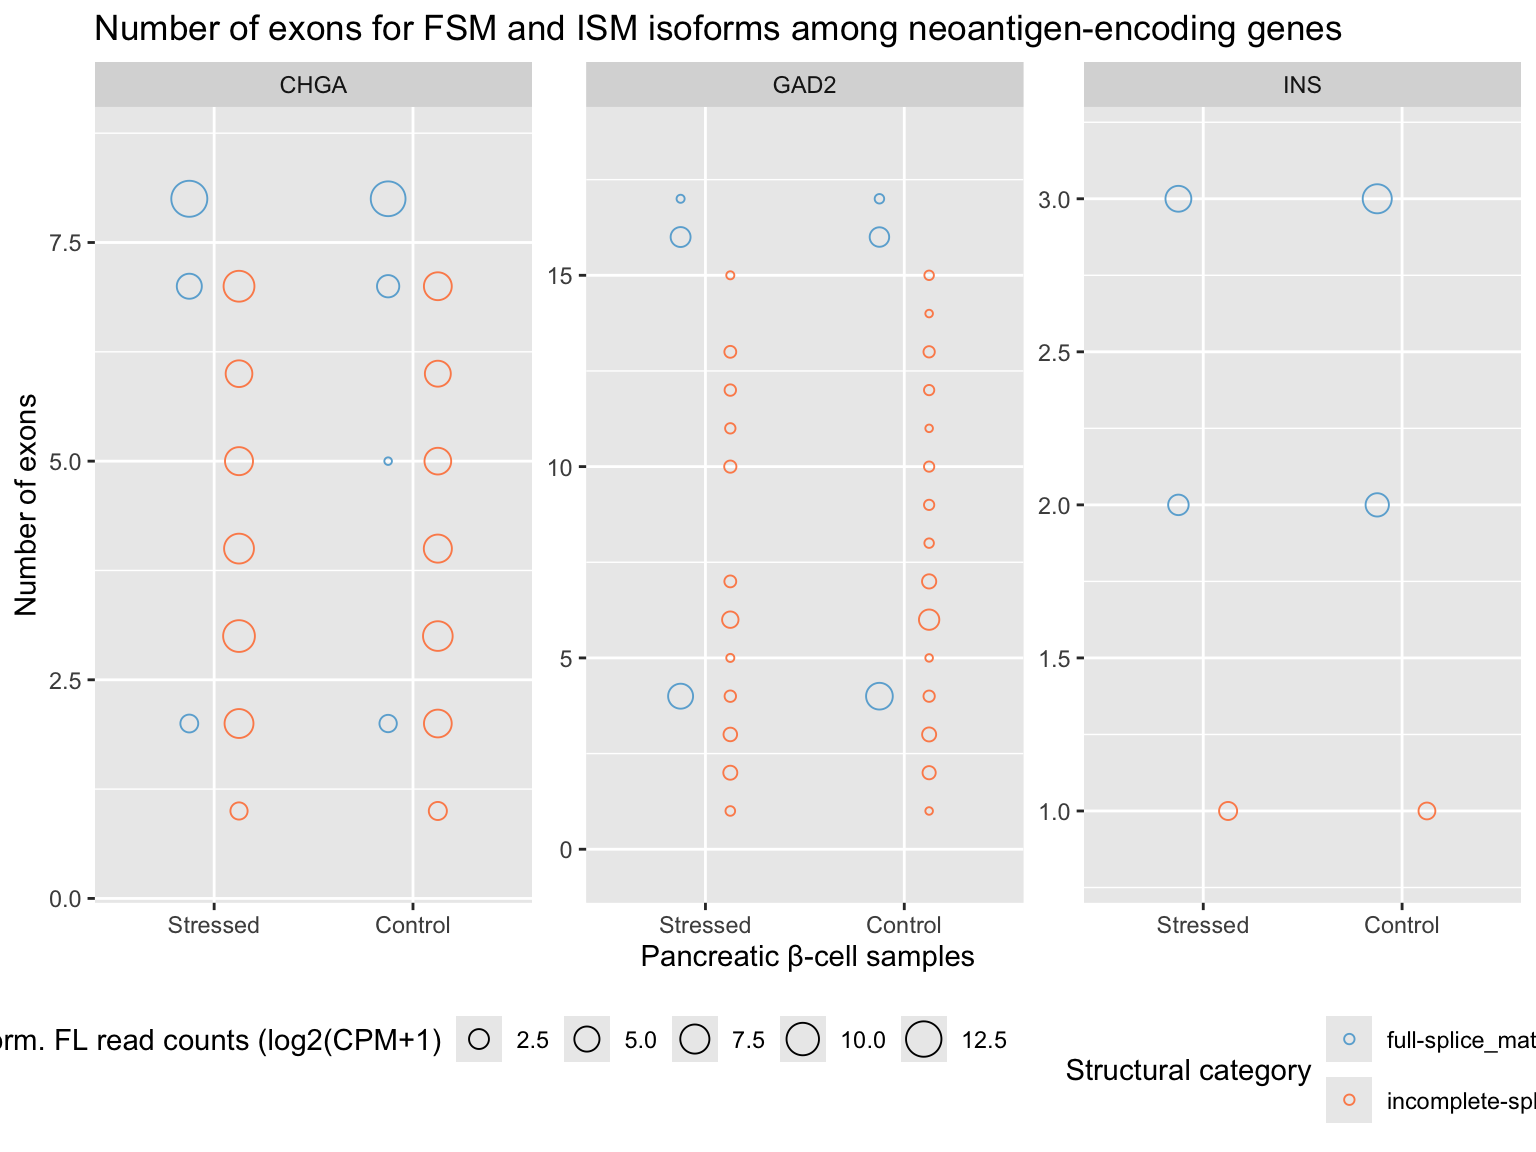 Number of exons for FSM and ISM isoforms among neoantigen-encoding genes
CHGA
GAD2
INS
Number of exons
7.5
5.0
2.5
0.0
15
10
5
0
3.0
2.5
2.0
1.5
1.0
Stressed Control
Stressed Control
Stressed Control
Pancreatic β-cell samples
orm. FL read counts (log2(CPM+1)
2.5 5.0 7.5 10.0 12.5
Structural category
full-splice_mat
incomplete-spl